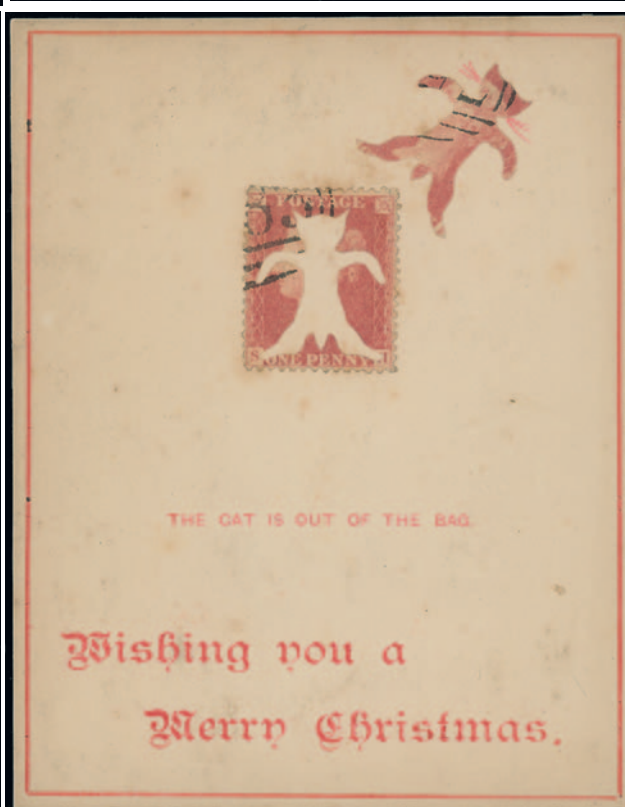 POSTAGE
S ONE PENNY J
THE CAT IS OUT OF THE BAG.
Wishing you a
Merry Christmas.